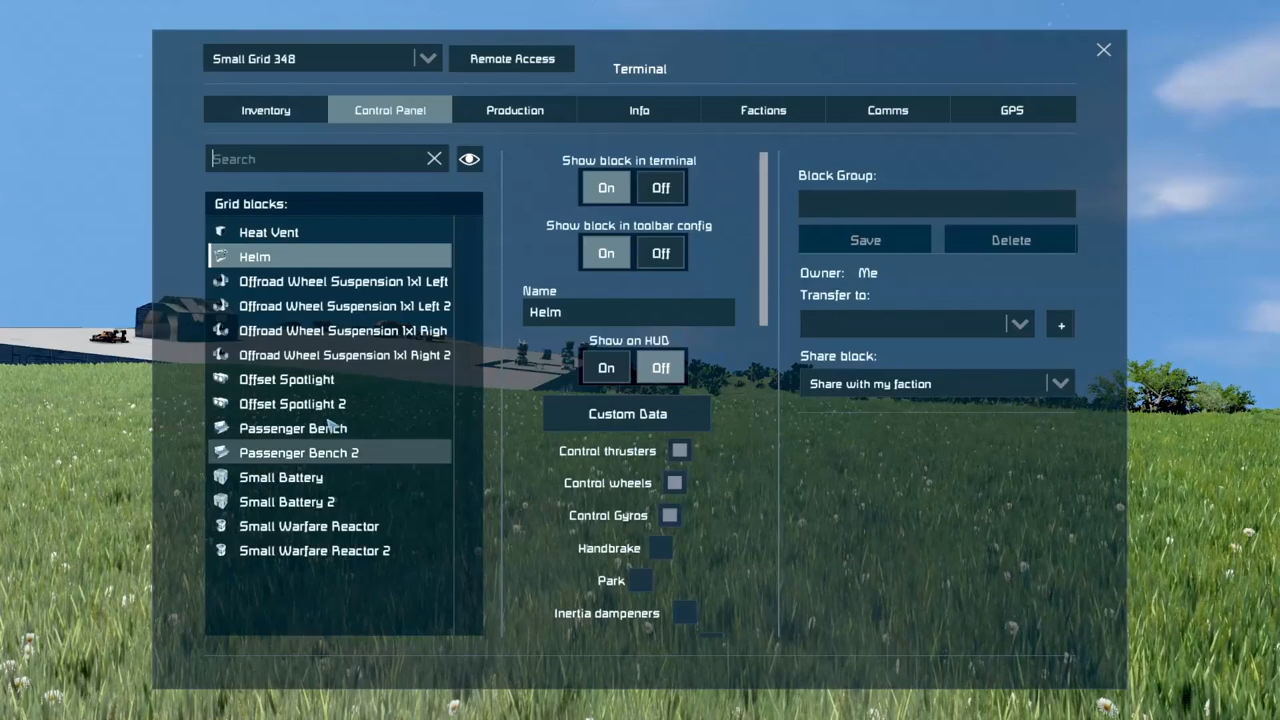 Small Grid 348
Remote Access
Terminal
Inventory
Control Panel
Production
Info
Factions
Comms
GPS
Search
Grid blocks:
Heat Vent
Helm
Offroad Wheel Suspension 1x1 Left
Offroad Wheel Suspension 1x1 Left 2
Offroad Wheel Suspension 1x1 Righ
Offroad Wheel Suspension 1x1 Right 2
Offset Spotlight
Offset Spotlight 2
Passenger Bench
Passenger Bench 2
Small Battery
Small Battery 2
Small Warfare Reactor
Small Warfare Reactor 2
Show block in terminal
On Off
Show block in toolbar config
On Off
Name
Helm
Show on HUD
On Off
Custom Data
Control thrusters
Control wheels
Control Gyros
Handbrake
Park
Inertia dampeners
Block Group:
Save
Delete
Owner: Me
Transfer to:
+
Share block:
Share with my faction